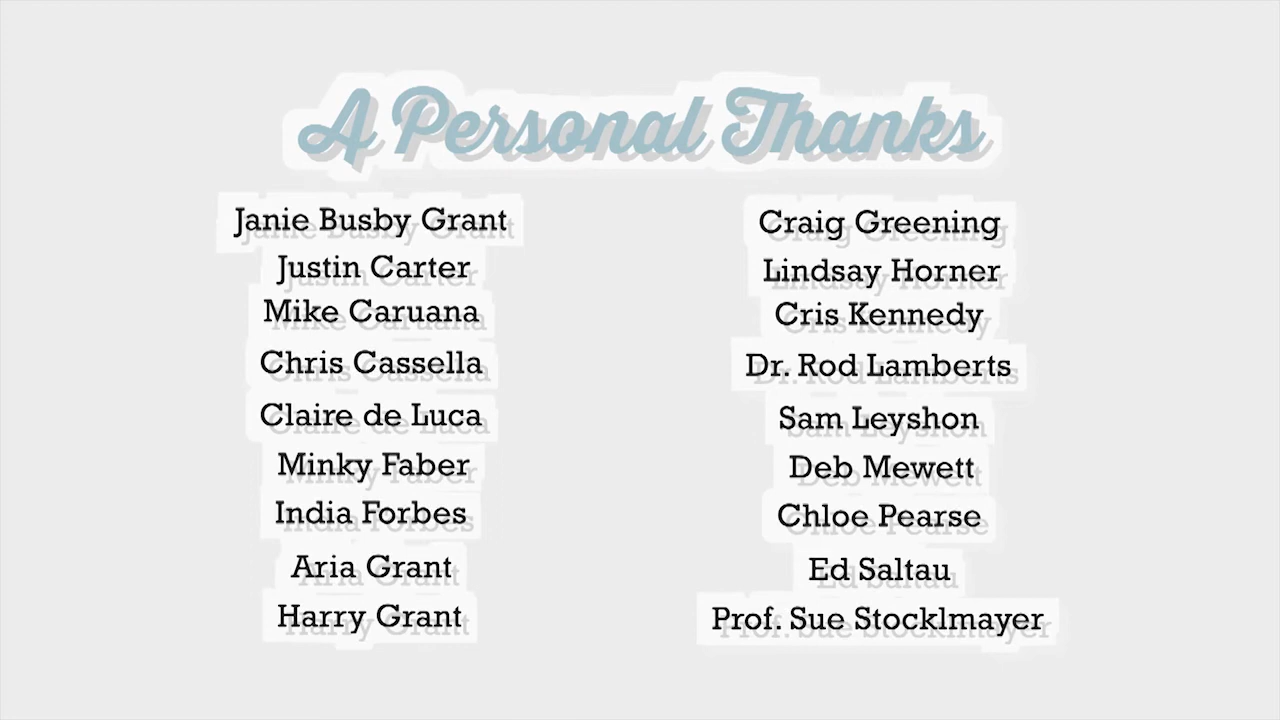 A Personal Thanks
Janie Busby Grant
Justin Carter
Mike Caruana
Chris Cassella
Claire de Luca
Minky Faber
India Forbes
Aria Grant
Harry Grant
Craig Greening
Lindsay Horner
Cris Kennedy
Dr. Rod Lamberts
Sam Leyshon
Deb Mewett
Chloe Pearse
Ed Saltau
Prof. Sue Stocklmayer